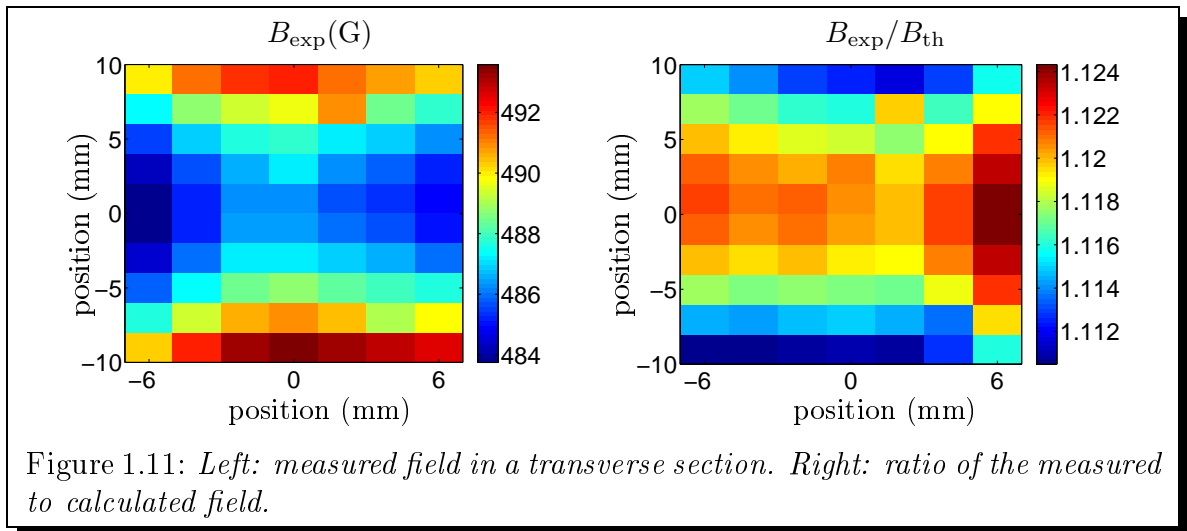 B_exp(G)
10
5
0
−5
−10
position (mm)
−6 0 6
position (mm)
492
490
488
486
484
B_exp/B_th
10
5
0
−5
−10
position (mm)
−6 0 6
position (mm)
1.124
1.122
1.12
1.118
1.116
1.114
1.112
Figure 1.11: Left: measured field in a transverse section. Right: ratio of the measured
to calculated field.